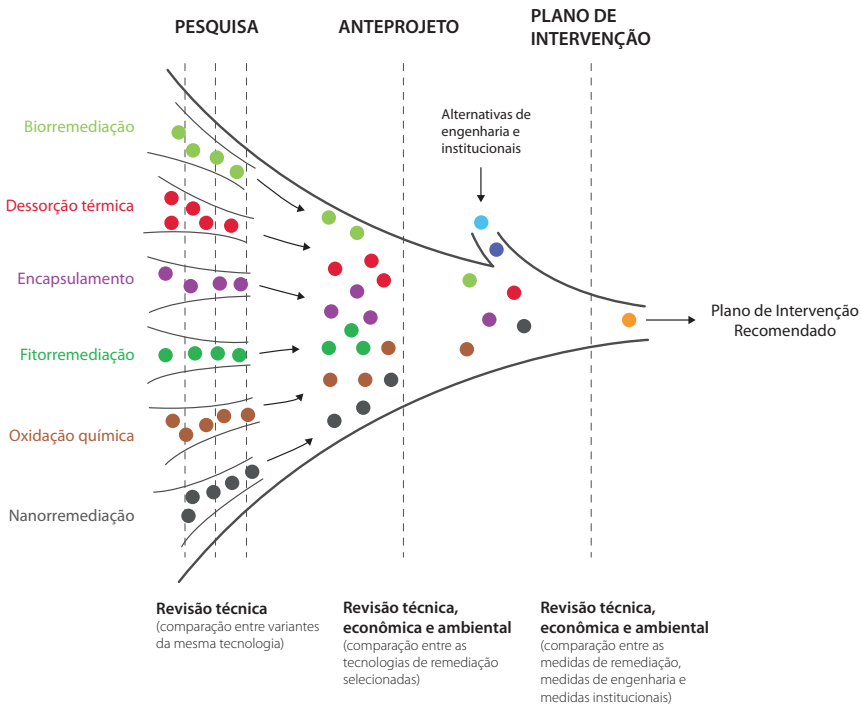 PESQUISA
ANTEPROJETO
PLANO DE
INTERVENÇÃO
Alternativas de
engenharia e
institucionais
Biorremediação
Dessorção térmica
Encapsulamento
Fitorremediação
Oxidação química
Nanorremediação
Plano de Intervenção
Recomendado
Revisão técnica
(comparação entre variantes
da mesma tecnologia)
Revisão técnica,
econômica e ambiental
(comparação entre as
tecnologias de remediação
selecionadas)
Revisão técnica,
econômica e ambiental
(comparação entre as
medidas de remediação,
medidas de engenharia e
medidas institucionais)